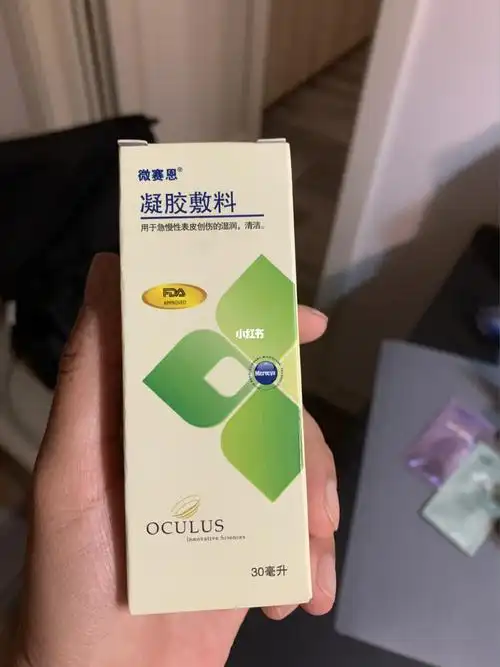 微赛恩®
凝胶敷料
用于急慢性表皮创伤的湿润，清洁。
FDA
APPROVED
小红书
Microcyn
OCULUS
Innovative Sciences
30毫升